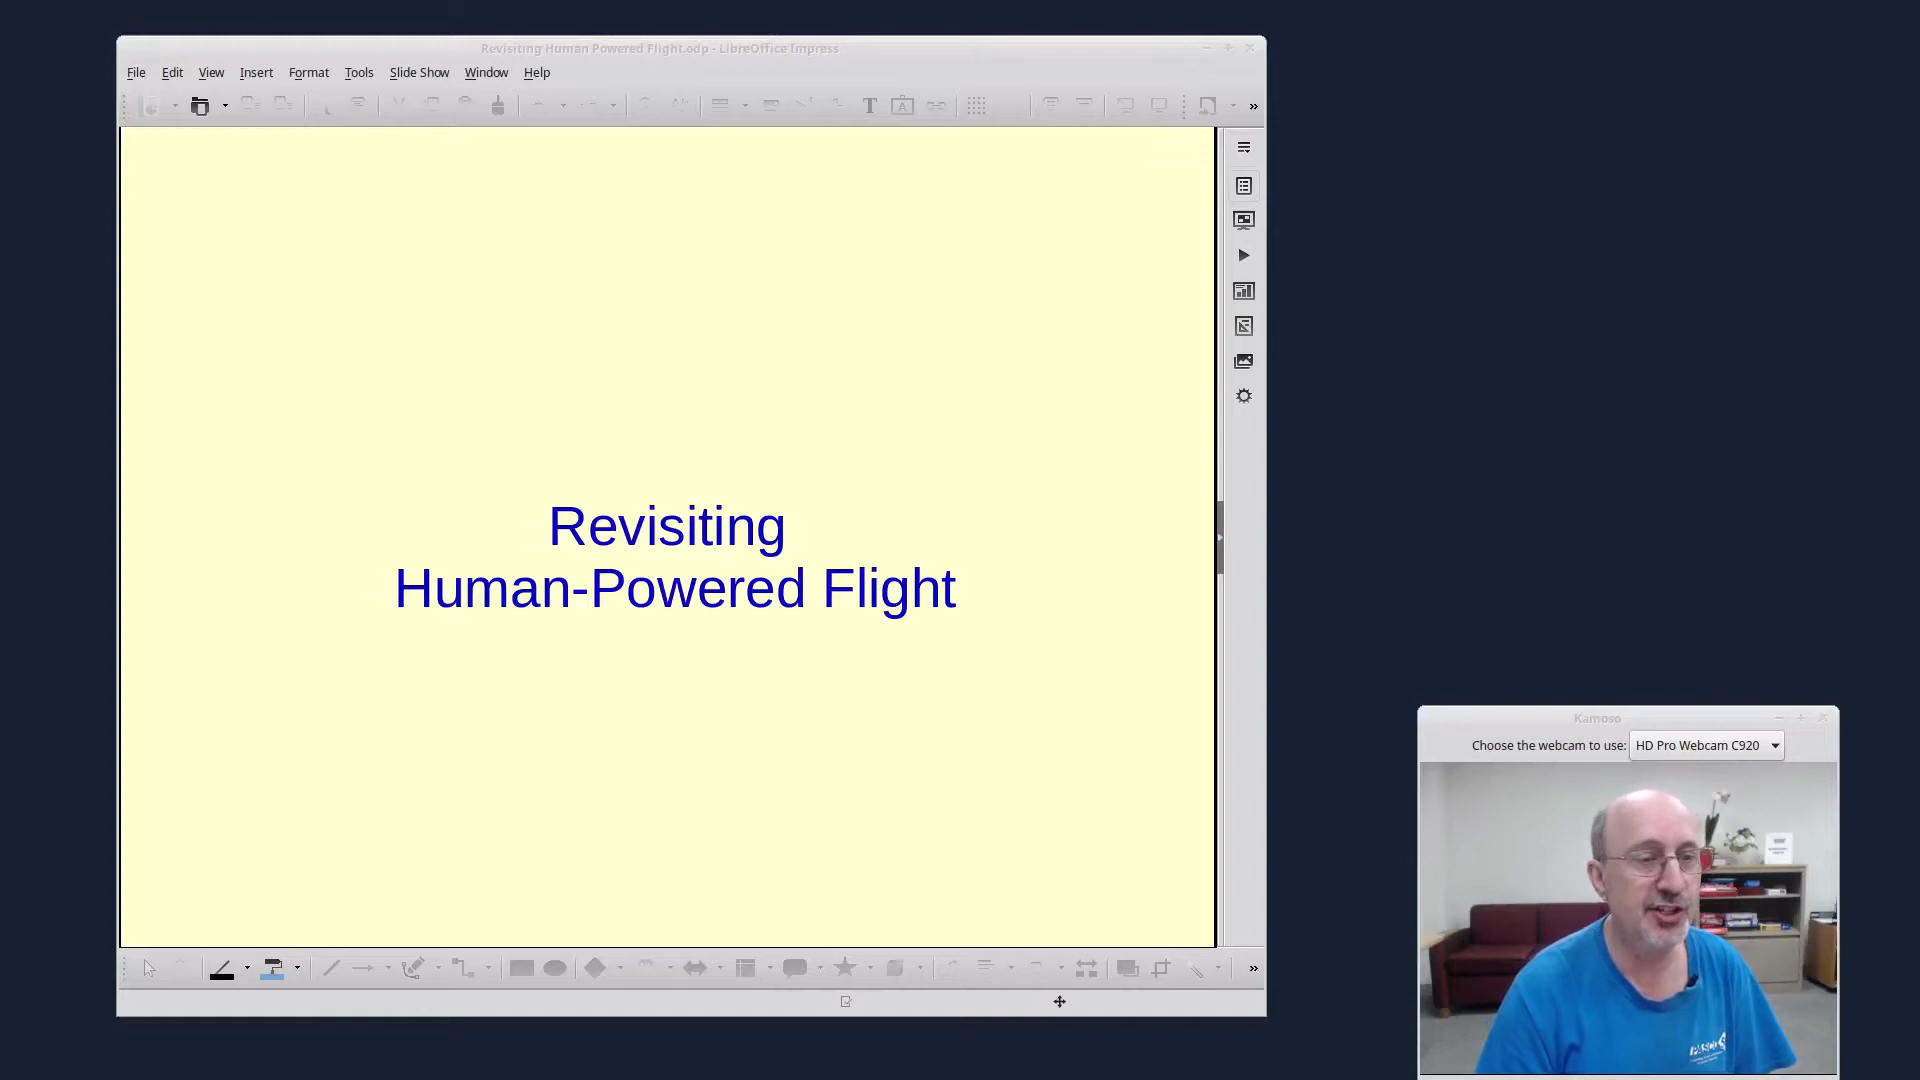 Revisiting Human Powered Flight.odp - LibreOffice Impress
File Edit View Insert Format Tools Slide Show Window Help
Revisiting
Human-Powered Flight
Kamoso
Choose the webcam to use: HD Pro Webcam C920
PASCO